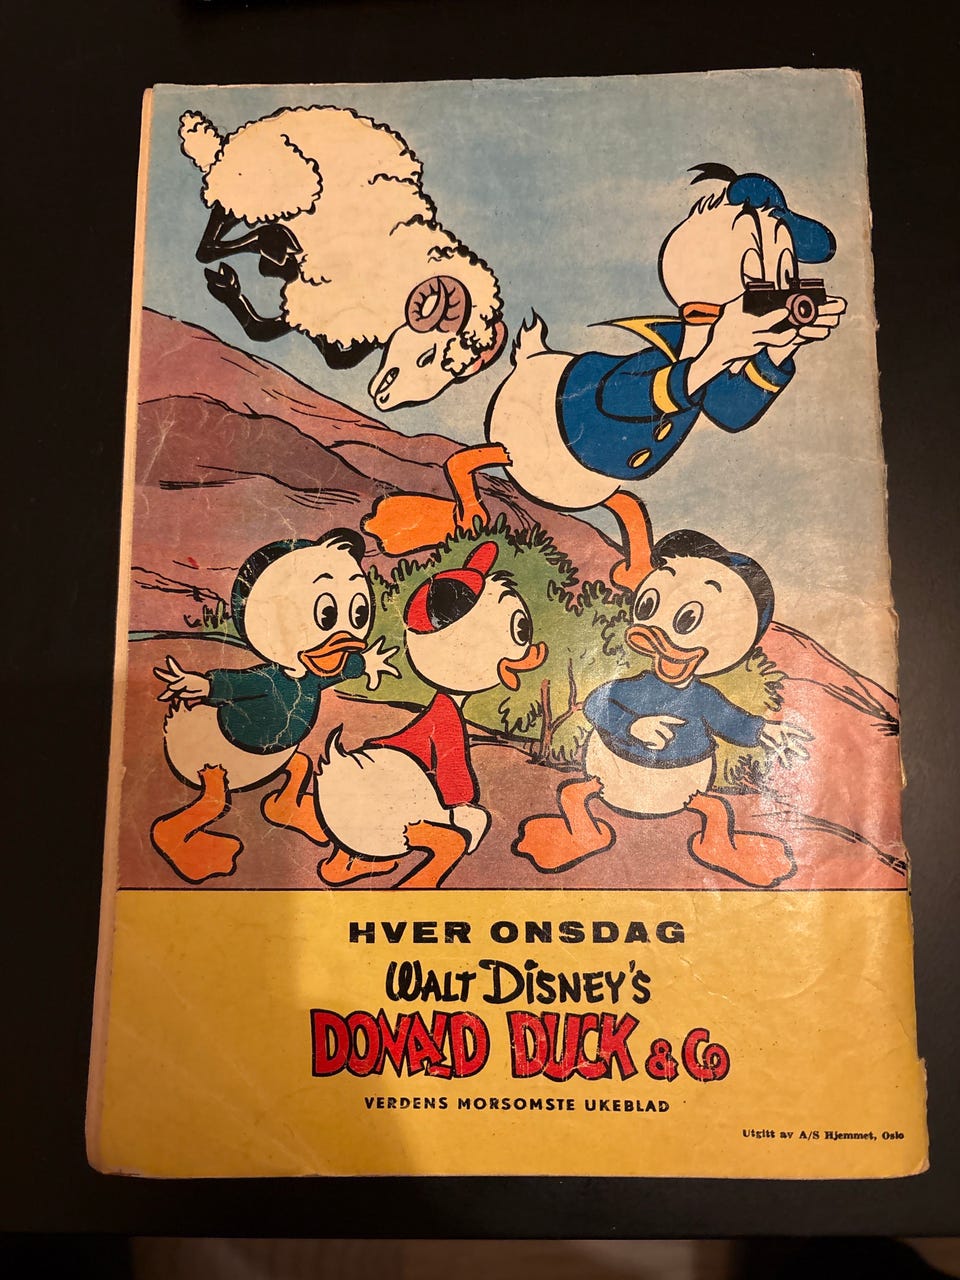 HVER ONSDAG
WALT DISNEY'S
DONALD DUCK & Co
VERDENS MORSOMSTE UKEBLAD
Utgitt av A/S Hjemmet, Oslo